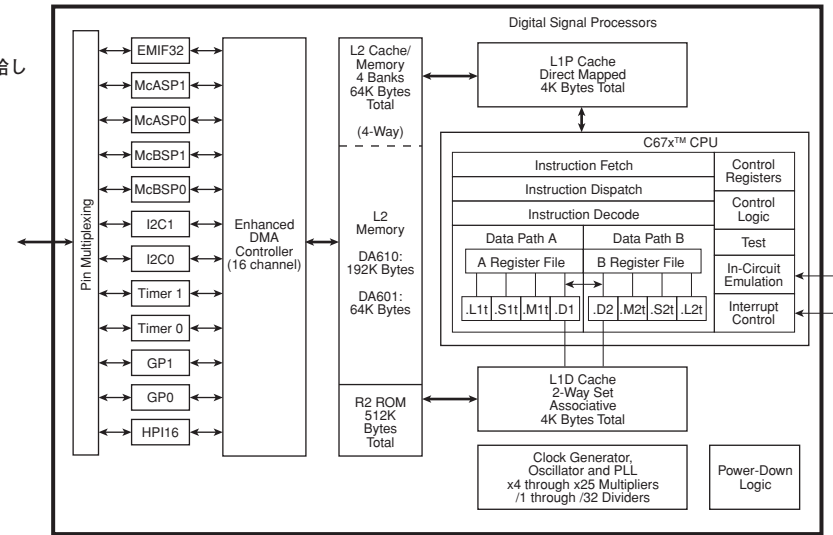 給し
Digital Signal Processors
Pin Multiplexing
EMIF32
McASP1
McASP0
McBSP1
McBSP0
I2C1
I2C0
Timer 1
Timer 0
GP1
GP0
HPI16
Enhanced
DMA
Controller
(16 channel)
L2 Cache/
Memory
4 Banks
64K Bytes
Total
(4-Way)
L2
Memory
DA610:
192K Bytes
DA601:
64K Bytes
R2 ROM
512K
Bytes
Total
L1P Cache
Direct Mapped
4K Bytes Total
C67x™ CPU
Instruction Fetch
Instruction Dispatch
Instruction Decode
Data Path A
Data Path B
A Register File
B Register File
.L1t .S1t .M1t .D1
.D2 .M2t .S2t .L2t
Control
Registers
Control
Logic
Test
In-Circuit
Emulation
Interrupt
Control
L1D Cache
2-Way Set
Associative
4K Bytes Total
Clock Generator,
Oscillator and PLL
x4 through x25 Multipliers
/1 through /32 Dividers
Power-Down
Logic